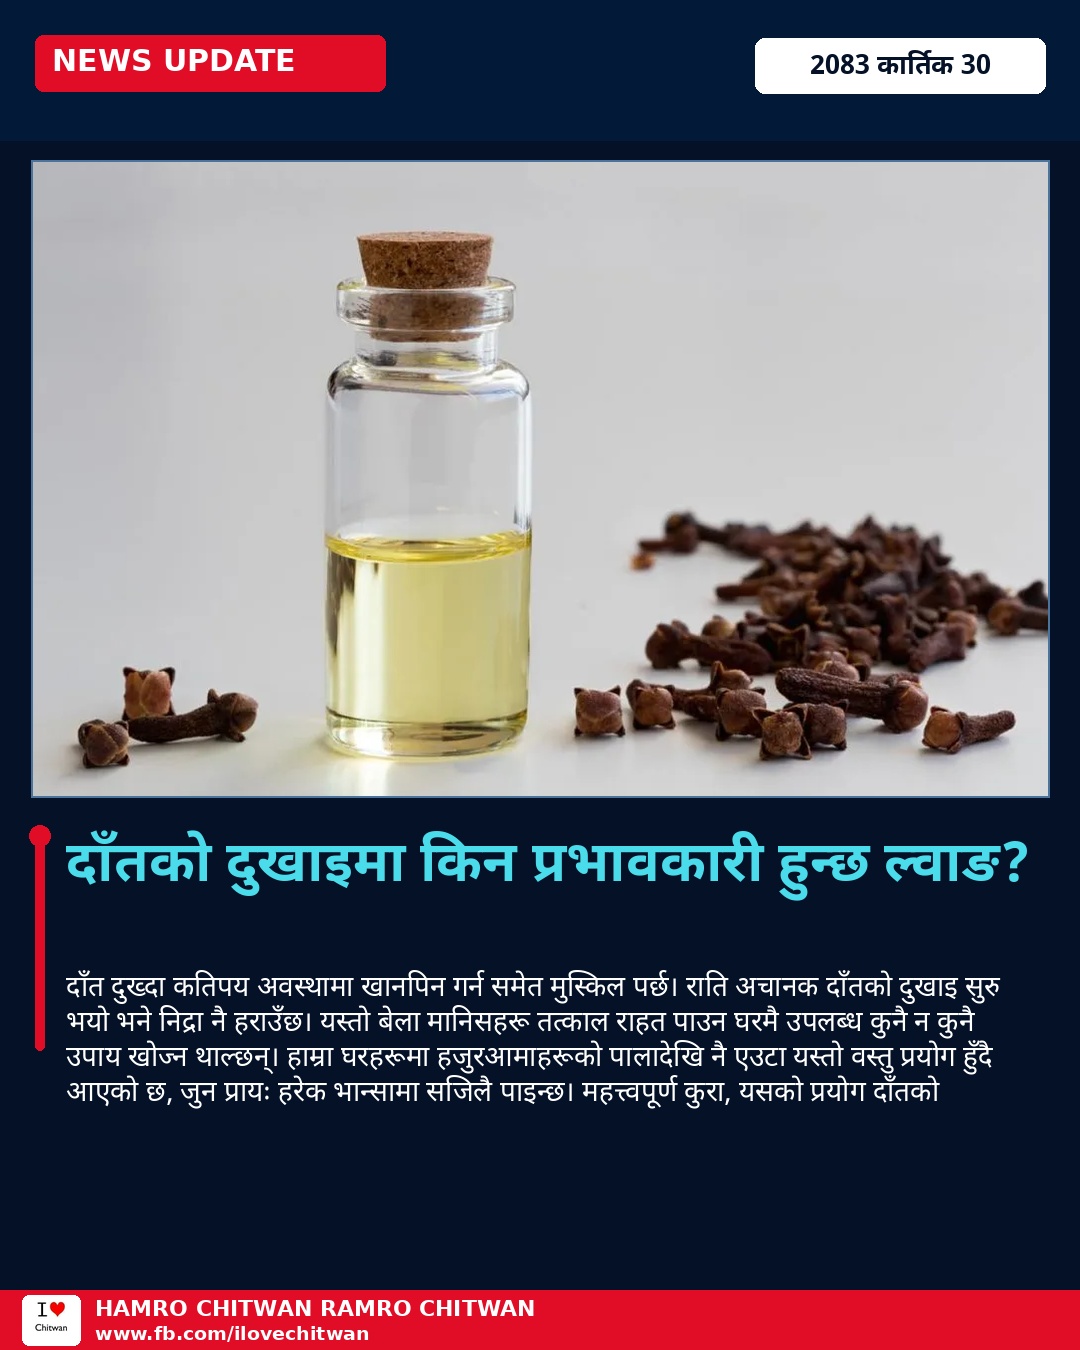 NEWS UPDATE
2083 कार्तिक 30
दाँतको दुखाइमा किन प्रभावकारी हुन्छ ल्वाङ?
दाँत दुख्दा कतिपय अवस्थामा खानपिन गर्न समेत मुस्किल पर्छ। राति अचानक दाँतको दुखाइ सुरु
भयो भने निद्रा नै हराउँछ। यस्तो बेला मानिसहरू तत्काल राहत पाउन घरमै उपलब्ध कुनै न कुनै
उपाय खोज्न थाल्छन्। हाम्रा घरहरूमा हजुरआमाहरूको पालादेखि नै एउटा यस्तो वस्तु प्रयोग हुँदै
आएको छ, जुन प्रायः हरेक भान्सामा सजिलै पाइन्छ। महत्त्वपूर्ण कुरा, यसको प्रयोग दाँतको
I❤
Chitwan
HAMRO CHITWAN RAMRO CHITWAN
www.fb.com/ilovechitwan